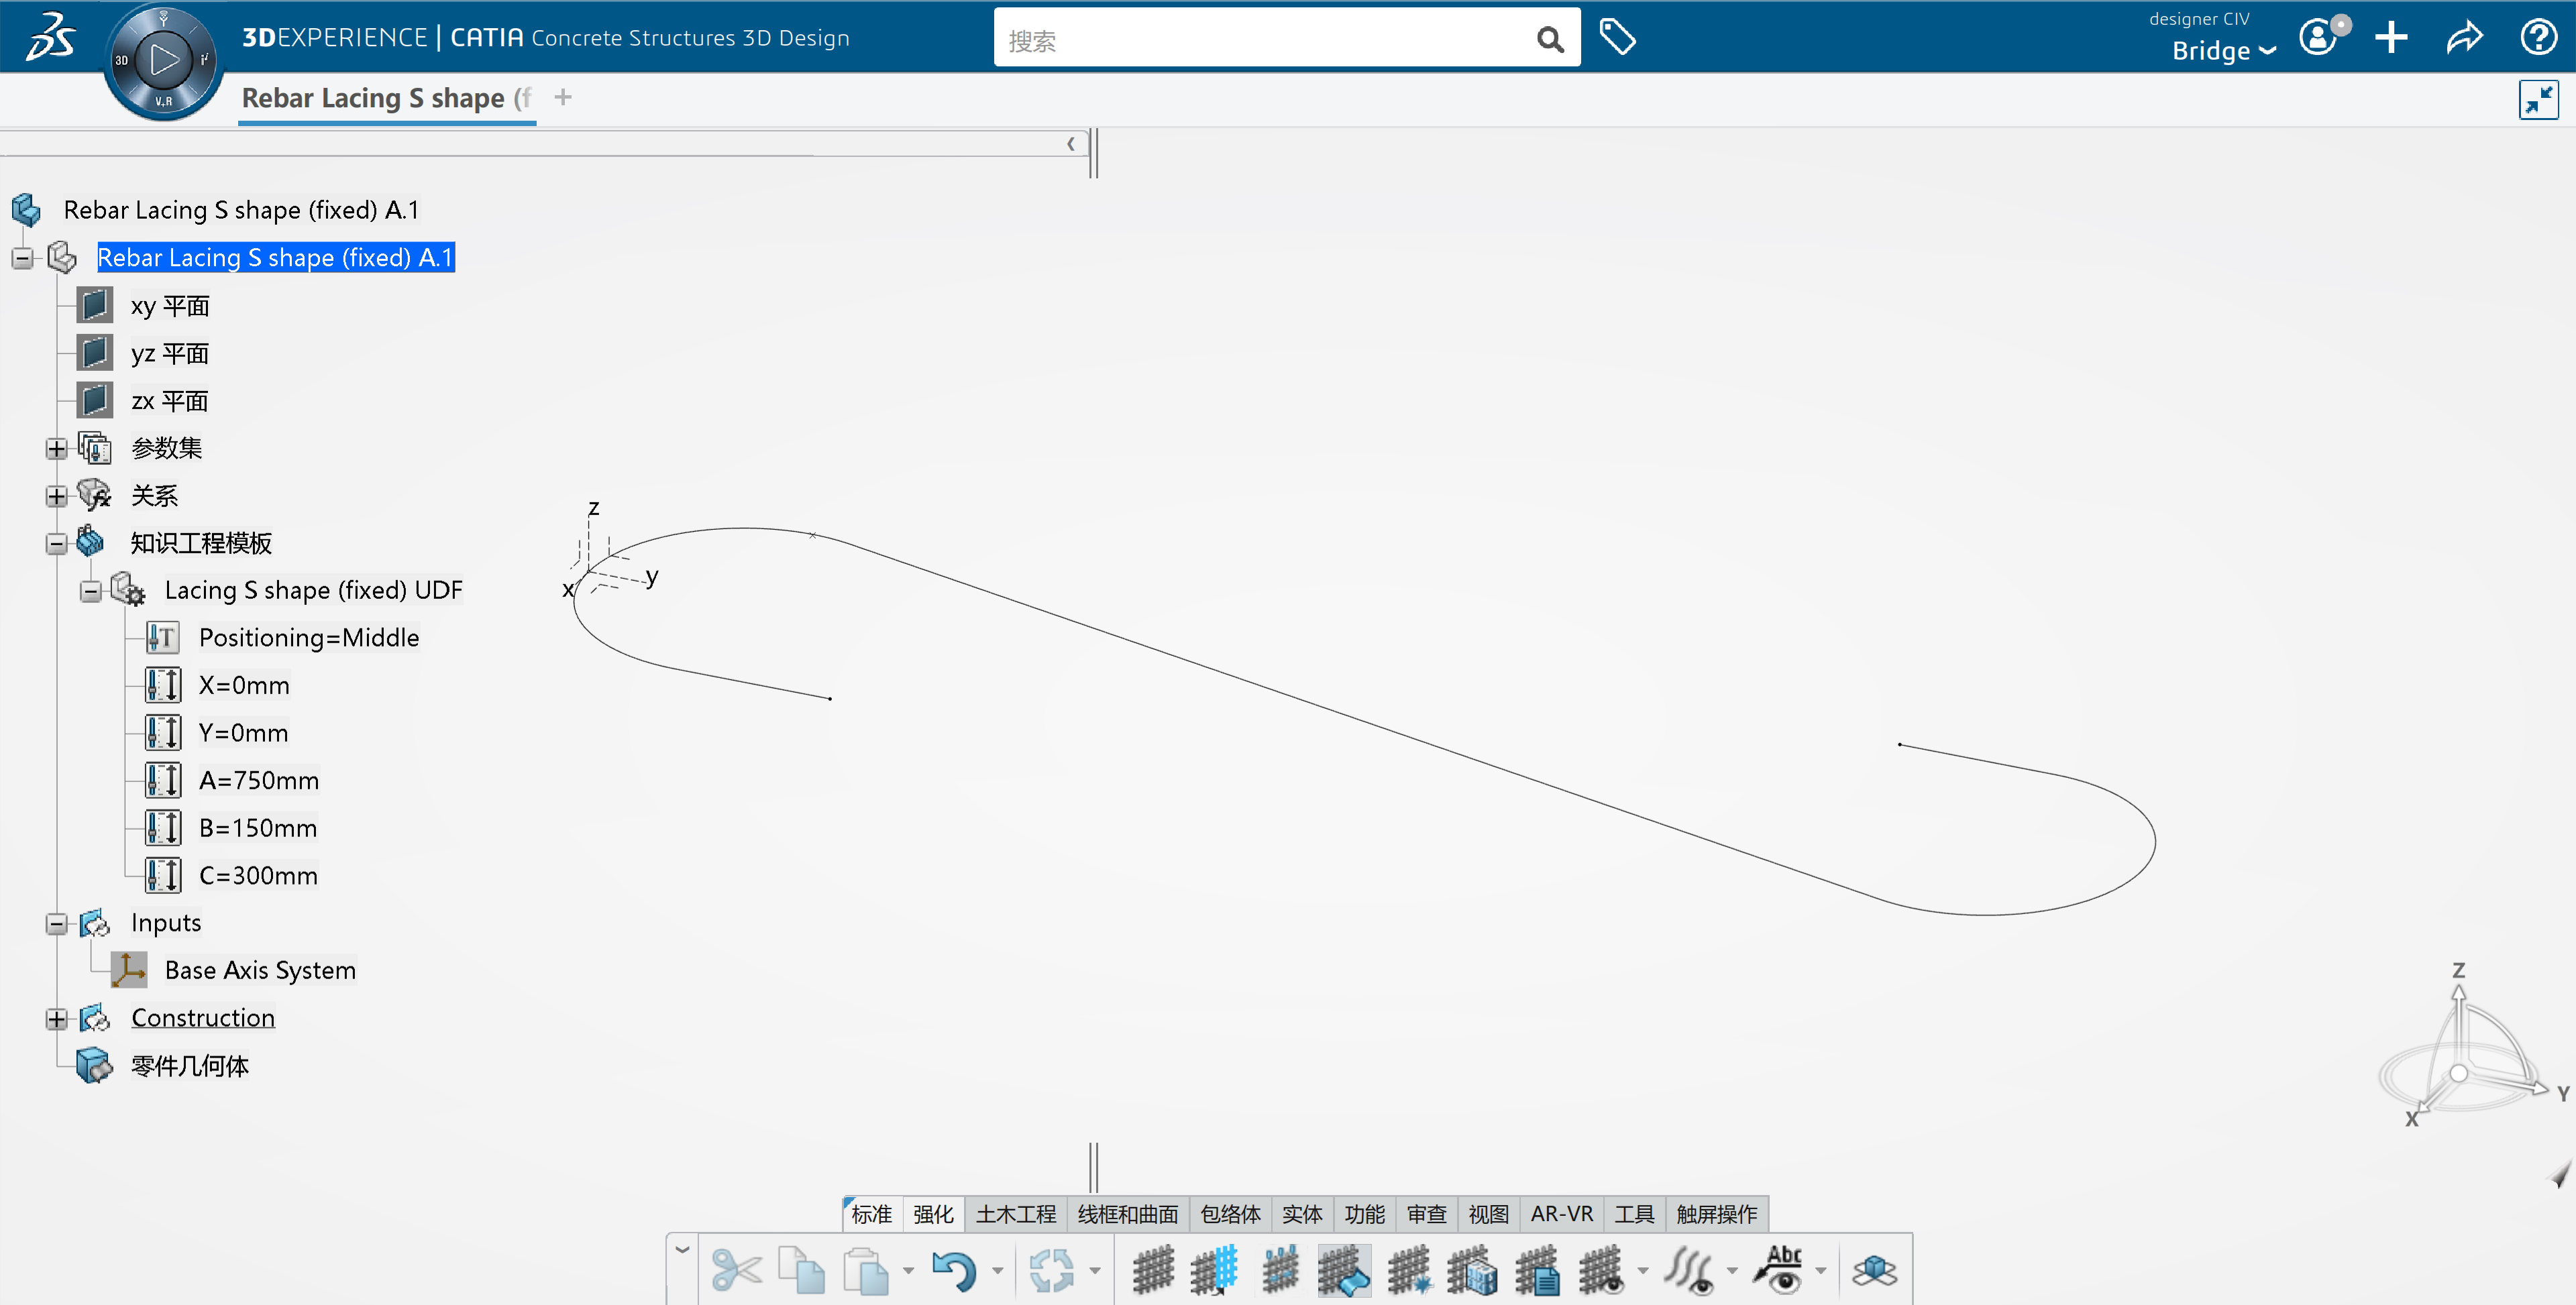 3DEXPERIENCE | CATIA Concrete Structures 3D Design
搜索
designer CIV
Bridge
3D
V.R
Rebar Lacing S shape (f
Rebar Lacing S shape (fixed) A.1
Rebar Lacing S shape (fixed) A.1
xy 平面
yz 平面
zx 平面
参数集
关系
知识工程模板
Lacing S shape (fixed) UDF
Positioning=Middle
X=0mm
Y=0mm
A=750mm
B=150mm
C=300mm
Inputs
Base Axis System
Construction
零件几何体
z
y
x
Z
Y
X
标准 强化 土木工程 线框和曲面 包络体 实体 功能 审查 视图 AR-VR 工具 触屏操作
Abc